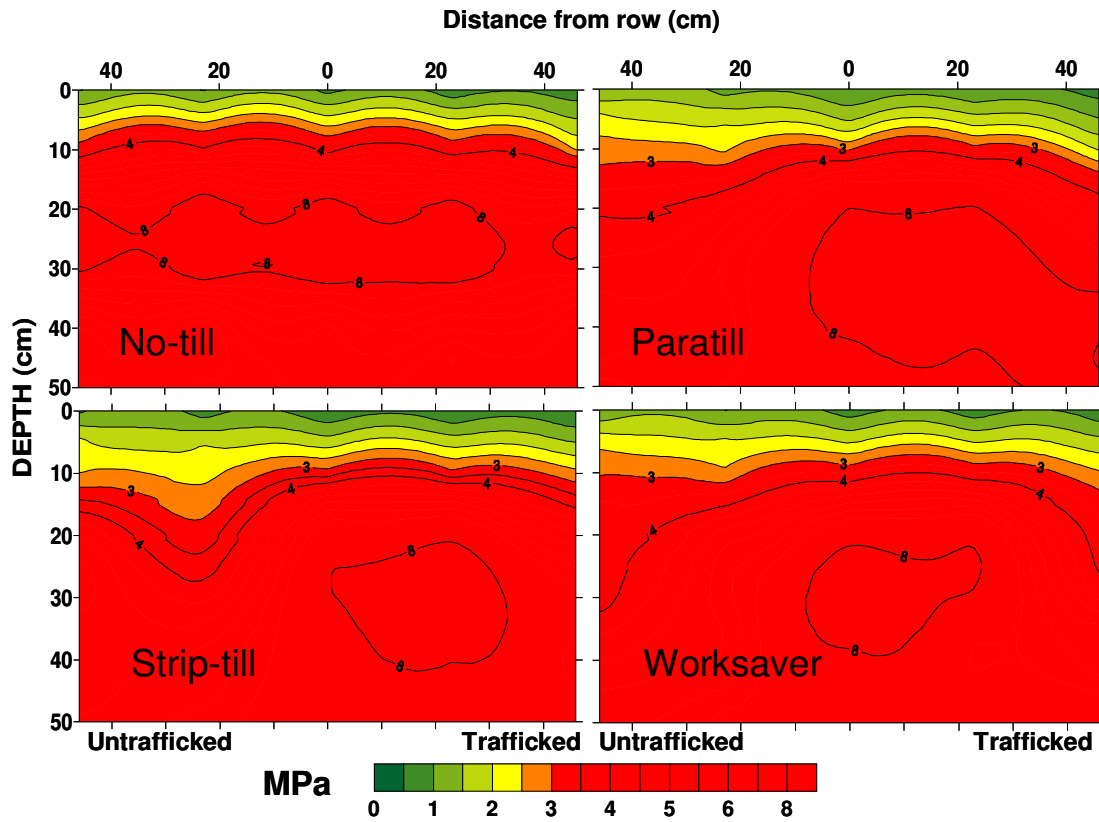 Distance from row (cm)
40 20 0 20 40
40 20 0 20 40
DEPTH (cm)
0
10
20
30
40
50
4 4 4
8 8 8
8 8 8
No-till
3 3 3
4 4
4
8
8 8
Paratill
0
10
20
30
40
50
3 3 3
4 4
4
8
8
Strip-till
3 3 3
4 4
4
8
8
Worksaver
Untrafficked Trafficked
Untrafficked Trafficked
MPa
0 1 2 3 4 5 6 8